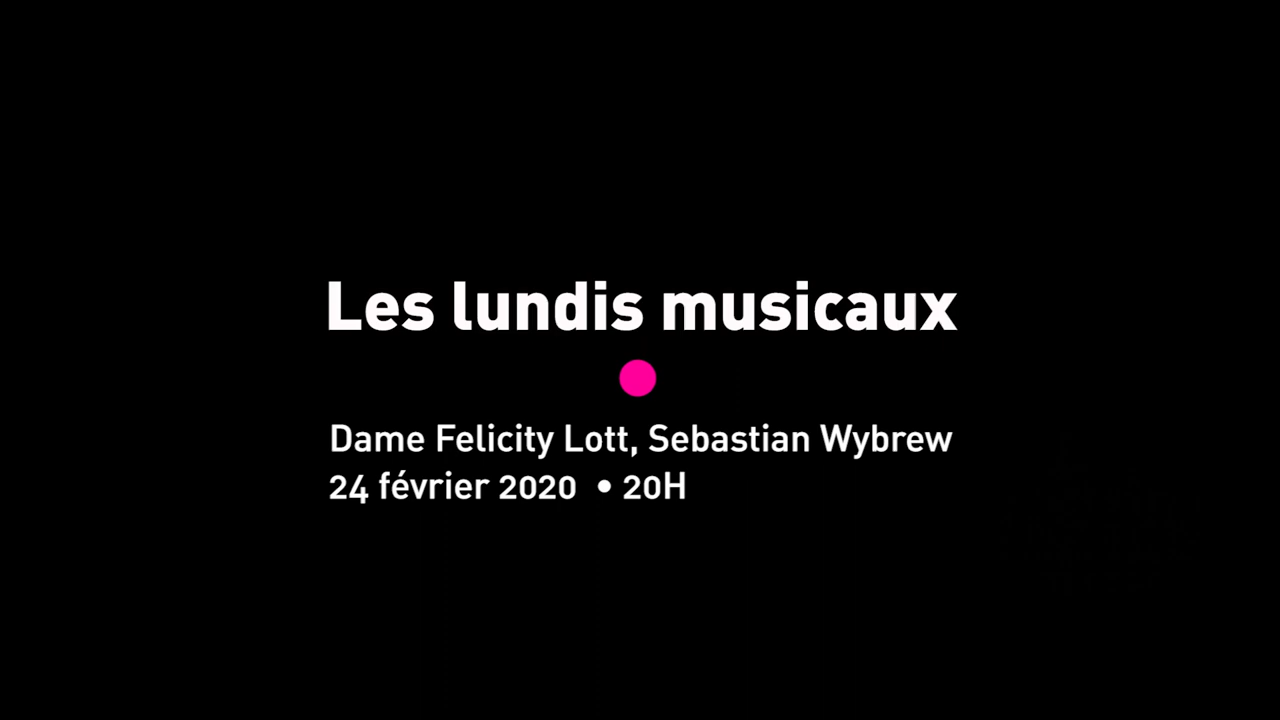 Les lundis musicaux
Dame Felicity Lott, Sebastian Wybrew
24 février 2020 • 20H